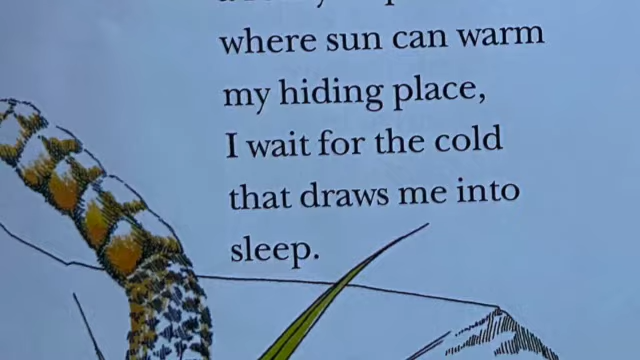 where sun can warm
my hiding place,
I wait for the cold
that draws me into
sleep.